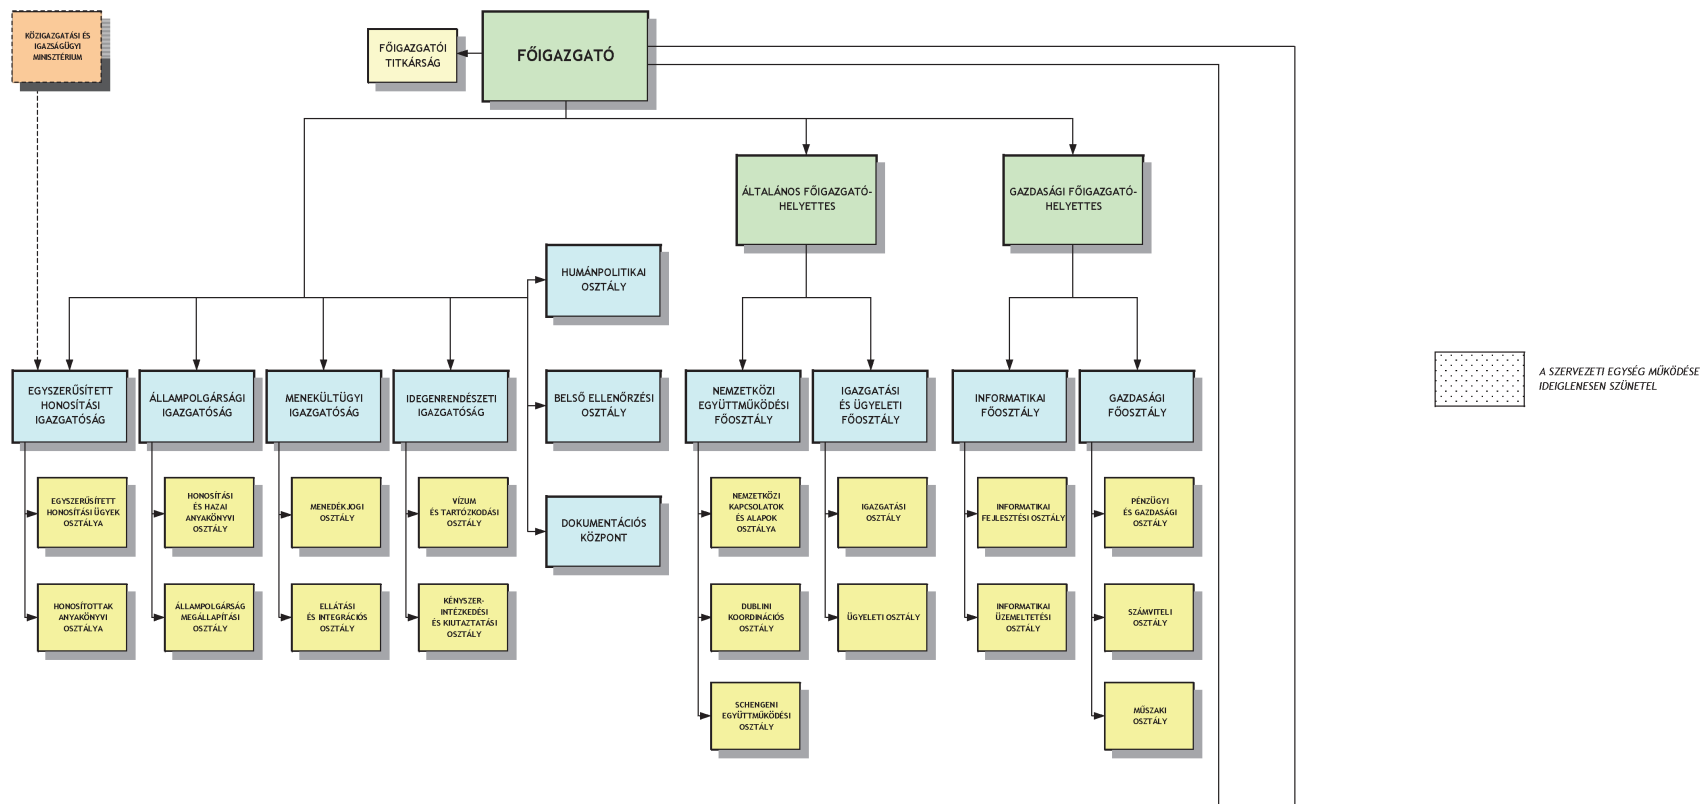 KÖZIGAZGATÁSI ÉS
IGAZSÁGÜGYI
MINISZTÉRIUM
FŐIGAZGATÓI
TITKÁRSÁG
FŐIGAZGATÓ
ÁLTALÁNOS FŐIGAZGATÓ-
HELYETTES
GAZDASÁGI FŐIGAZGATÓ-
HELYETTES
HUMÁNPOLITIKAI
OSZTÁLY
EGYSZERŰSÍTETT
HONOSÍTÁSI
IGAZGATÓSÁG
ÁLLAMPOLGÁRSÁGI
IGAZGATÓSÁG
MENEKÜLTÜGYI
IGAZGATÓSÁG
IDEGENRENDÉSZETI
IGAZGATÓSÁG
BELSŐ ELLENŐRZÉSI
OSZTÁLY
NEMZETKÖZI
EGYÜTTMŰKÖDÉSI
FŐOSZTÁLY
IGAZGATÁSI
ÉS ÜGYELETI
FŐOSZTÁLY
INFORMATIKAI
FŐOSZTÁLY
GAZDASÁGI
FŐOSZTÁLY
A SZERVEZETI EGYSÉG MŰKÖDÉSE
IDEIGLENESEN SZÜNETEL
EGYSZERŰSÍTETT
HONOSÍTÁSI ÜGYEK
OSZTÁLYA
HONOSÍTÁSI
ÉS HAZAI
ANYAKÖNYVI
OSZTÁLY
MENEDÉKJOGI
OSZTÁLY
VÍZUM
ÉS TARTÓZKODÁSI
OSZTÁLY
DOKUMENTÁCIÓS
KÖZPONT
NEMZETKÖZI
KAPCSOLATOK
ÉS ALAPOK
OSZTÁLYA
IGAZGATÁSI
OSZTÁLY
INFORMATIKAI
FEJLESZTÉSI OSZTÁLY
PÉNZÜGYI
ÉS GAZDASÁGI
OSZTÁLY
HONOSÍTOTTAK
ANYAKÖNYVI
OSZTÁLYA
ÁLLAMPOLGÁRSÁG
MEGÁLLAPÍTÁSI
OSZTÁLY
ELLÁTÁSI
ÉS INTEGRÁCIÓS
OSZTÁLY
KÉNYSZER-
INTÉZKEDÉSI
ÉS KIUTAZTATÁSI
OSZTÁLY
DUBLINI
KOORDINÁCIÓS
OSZTÁLY
ÜGYELETI OSZTÁLY
INFORMATIKAI
ÜZEMELTETÉSI
OSZTÁLY
SZÁMVITELI
OSZTÁLY
SCHENGENI
EGYÜTTMŰKÖDÉSI
OSZTÁLY
MŰSZAKI
OSZTÁLY